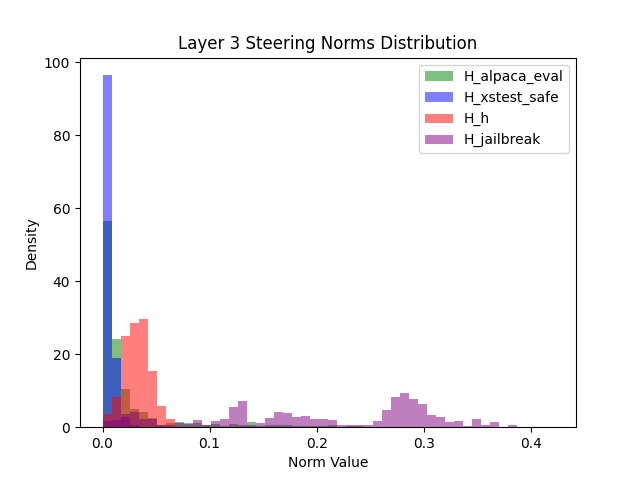 Layer 3 Steering Norms Distribution
H_alpaca_eval
H_xstest_safe
H_h
H_jailbreak
100
80
60
40
20
0
Density
0.0
0.1
0.2
0.3
0.4
Norm Value